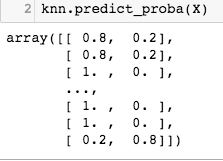 2 knn.predict_proba(X)
array([[ 0.8, 0.2],
[ 0.8, 0.2],
[ 1. , 0. ],
...,
[ 1. , 0. ],
[ 1. , 0. ],
[ 0.2, 0.8]])